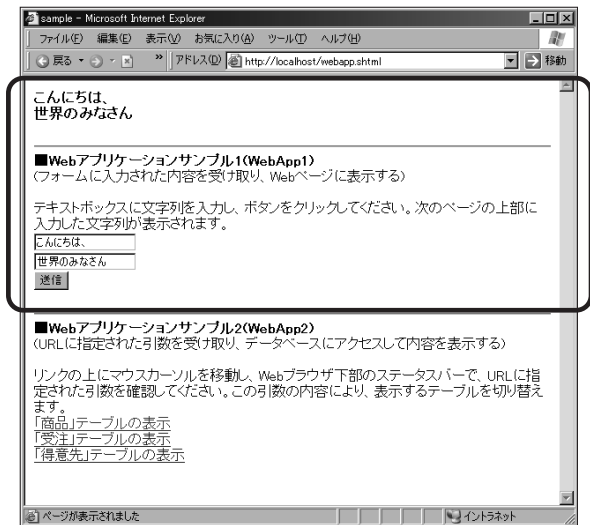 sample - Microsoft Internet Explorer
ファイル(F) 編集(E) 表示(V) お気に入り(A) ツール(T) ヘルプ(H)
戻る » アドレス(D) http://localhost/webapp.shtml 移動
こんにちは、
世界のみなさん
■Webアプリケーションサンプル1(WebApp1)
(フォームに入力された内容を受け取り、Webページに表示する)
テキストボックスに文字列を入力し、ボタンをクリックしてください。次のページの上部に
入力した文字列が表示されます。
こんにちは、
世界のみなさん
送信
■Webアプリケーションサンプル2(WebApp2)
(URLに指定された引数を受け取り、データベースにアクセスして内容を表示する)
リンクの上にマウスカーソルを移動し、Webブラウザ下部のステータスバーで、URLに指
定された引数を確認してください。この引数の内容により、表示するテーブルを切り替え
ます。
「商品」テーブルの表示
「受注」テーブルの表示
「得意先」テーブルの表示
ページが表示されました イントラネット